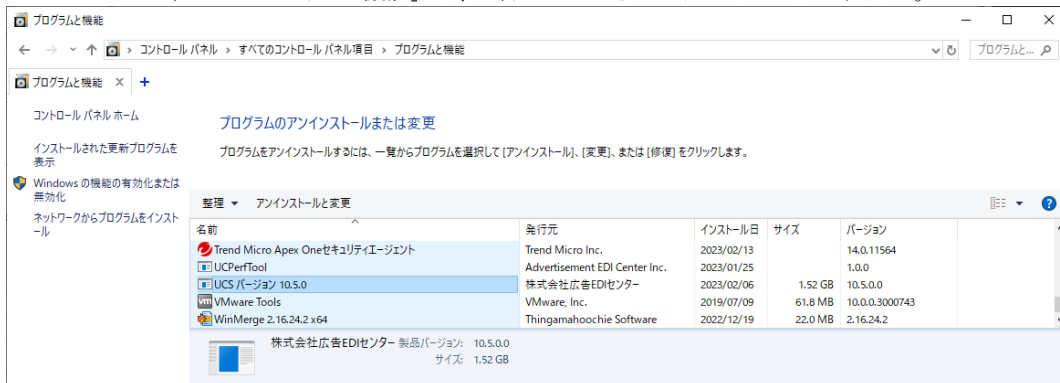 プログラムと機能
コントロール パネル › すべてのコントロール パネル項目 › プログラムと機能
プログラムと...
プログラムと機能 × +
コントロール パネル ホーム
インストールされた更新プログラムを
表示
Windows の機能の有効化または
無効化
ネットワークからプログラムをインスト
ール
プログラムのアンインストールまたは変更
プログラムをアンインストールするには、一覧からプログラムを選択して [アンインストール]、[変更]、または [修復] をクリックします。
整理 ▼ アンインストールと変更
名前 発行元 インストール日 サイズ バージョン
Trend Micro Apex Oneセキュリティエージェント Trend Micro Inc. 2023/02/13 14.0.11564
UCPerfTool Advertisement EDI Center Inc. 2023/01/25 1.0.0
UCS バージョン 10.5.0 株式会社広告EDIセンター 2023/02/06 1.52 GB 10.5.0.0
VMware Tools VMware, Inc. 2019/07/09 61.8 MB 10.0.0.3000743
WinMerge 2.16.24.2 x64 Thingamahoochie Software 2022/12/19 22.0 MB 2.16.24.2
株式会社広告EDIセンター 製品バージョン: 10.5.0.0
サイズ: 1.52 GB